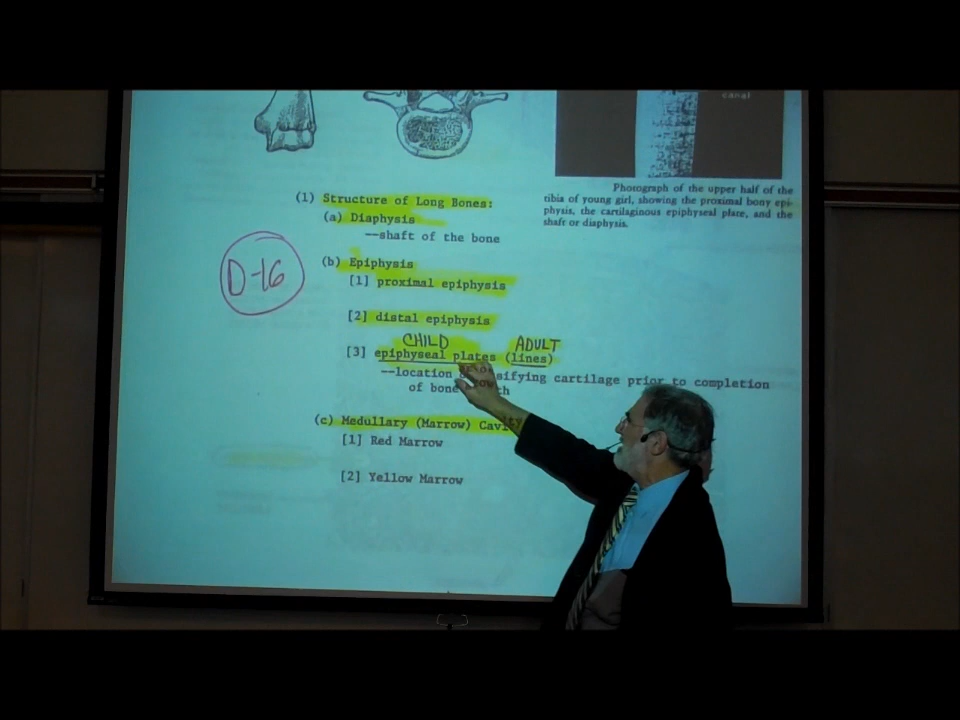 canal
Photograph of the upper half of the
tibia of young girl, showing the proximal bony epi-
physis, the cartilaginous epiphyseal plate, and the
shaft or diaphysis.
(1) Structure of Long Bones:
(a) Diaphysis
--shaft of the bone
D-16
(b) Epiphysis
[1] proximal epiphysis
[2] distal epiphysis
CHILD ADULT
[3] epiphyseal plates (lines)
--location sifying cartilage prior to completion
of bone
(c) Medullary (Marrow) Cavity
[1] Red Marrow
[2] Yellow Marrow